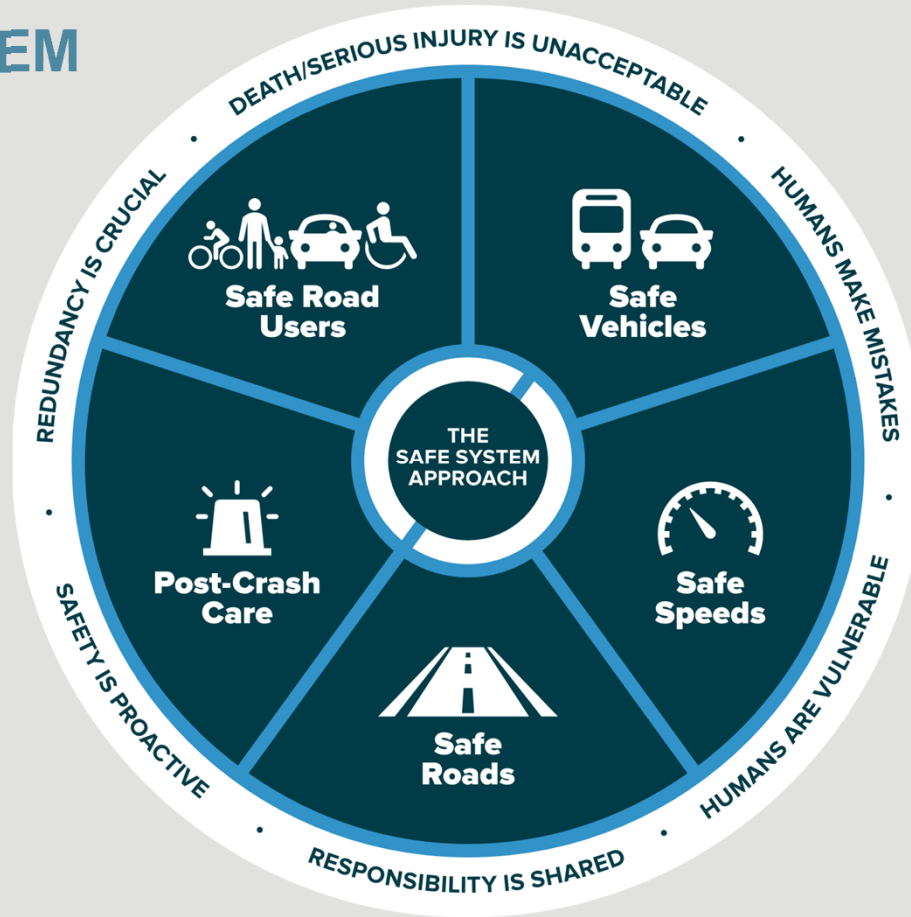 EM
DEATH/SERIOUS INJURY IS UNACCEPTABLE
HUMANS MAKE MISTAKES
HUMANS ARE VULNERABLE
RESPONSIBILITY IS SHARED
SAFETY IS PROACTIVE
REDUNDANCY IS CRUCIAL
Safe Road
Users
Safe
Vehicles
THE
SAFE SYSTEM
APPROACH
Post-Crash
Care
Safe
Speeds
Safe
Roads